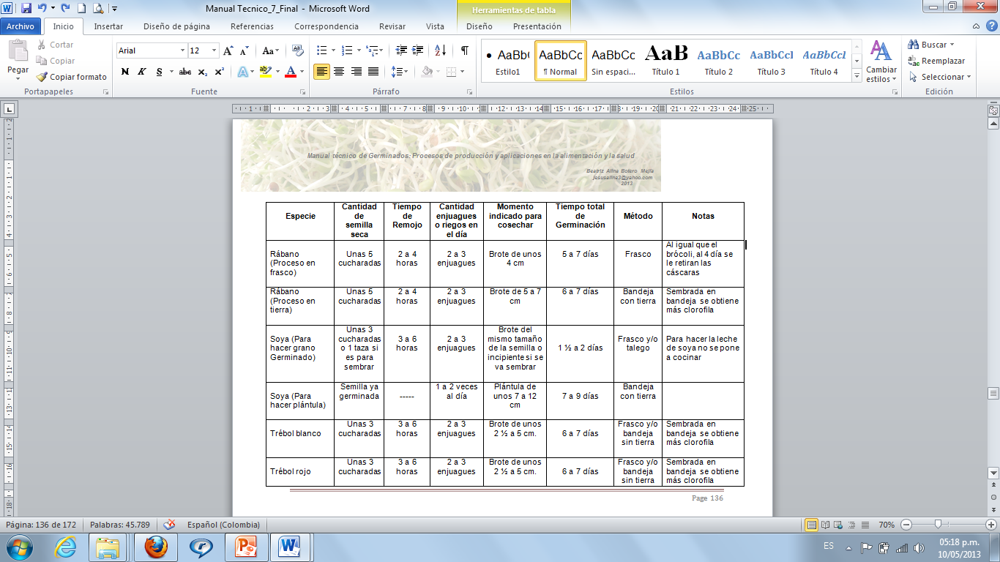 Manual Tecnico_7_Final - Microsoft Word
Herramientas de tabla
Archivo Inicio Insertar Diseño de página Referencias Correspondencia Revisar Vista Diseño Presentación
Pegar
Cortar
Copiar
Copiar formato
Portapapeles
Arial 12
Fuente
Párrafo
AaBbC AaBbCc AaBbCc AaB AaBbCc AaBbCcI AaBbCcI
Estilo1 ¶ Normal Sin espaci... Título 1 Título 2 Título 3 Título 4
Cambiar estilos
Estilos
Buscar
Reemplazar
Seleccionar
Edición
Manual técnico de Germinados: Procesos de producción y aplicaciones en la alimentación y la salud
Beatriz Alina Botero Mejía
jesusalina3@yahoo.com
2013
Especie | Cantidad de semilla seca | Tiempo de Remojo | Cantidad enjuagues o riegos en el día | Momento indicado para cosechar | Tiempo total de Germinación | Método | Notas
Rábano (Proceso en frasco) | Unas 5 cucharadas | 2 a 4 horas | 2 a 3 enjuagues | Brote de unos 4 cm | 5 a 7 días | Frasco | Al igual que el brócoli, al 4 día se le retiran las cáscaras
Rábano (Proceso en tierra) | Unas 5 cucharadas | 2 a 4 horas | 2 a 3 enjuagues | Brote de 5 a 7 cm | 6 a 7 días | Bandeja con tierra | Sembrada en bandeja se obtiene más clorofila
Soya (Para hacer grano Germinado) | Unas 3 cucharadas o 1 taza si es para sembrar | 3 a 6 horas | 2 a 3 enjuagues | Brote del mismo tamaño de la semilla o incipiente si se va sembrar | 1 ½ a 2 días | Frasco y/o talego | Para hacer la leche de soya no se pone a cocinar
Soya (Para hacer plántula) | Semilla ya germinada | ----- | 1 a 2 veces al día | Plántula de unos 7 a 12 cm | 7 a 9 días | Bandeja con tierra
Trébol blanco | Unas 3 cucharadas | 3 a 6 horas | 2 a 3 enjuagues | Brote de unos 2 ½ a 5 cm. | 6 a 7 días | Frasco y/o bandeja sin tierra | Sembrada en bandeja se obtiene más clorofila
Trébol rojo | Unas 3 cucharadas | 3 a 6 horas | 2 a 3 enjuagues | Brote de unos 2 ½ a 5 cm. | 6 a 7 días | Frasco y/o bandeja sin tierra | Sembrada en bandeja se obtiene más clorofila
Page 136
Página: 136 de 172 Palabras: 45.789 Español (Colombia) 70%
ES
05:18 p.m.
10/05/2013